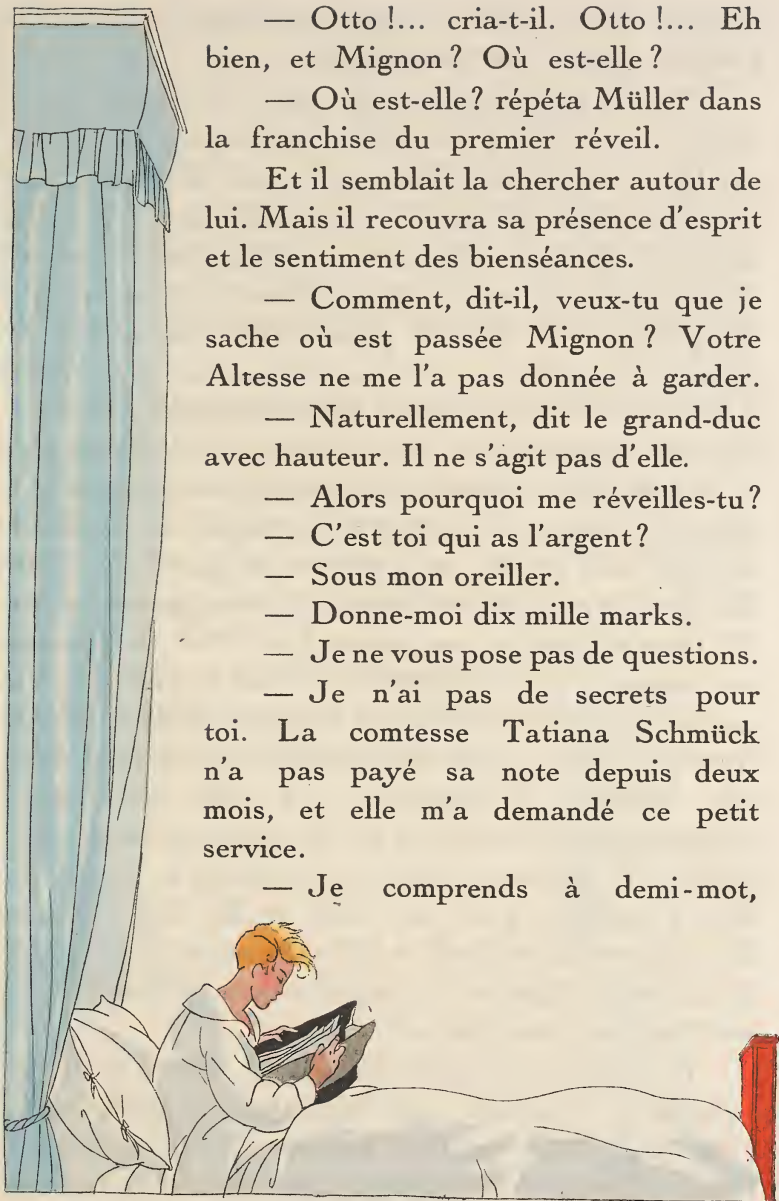 — Otto !... cria-t-il. Otto !... Eh
bien, et Mignon ? Où est-elle ?
— Où est-elle ? répéta Müller dans
la franchise du premier réveil.
Et il semblait la chercher autour de
lui. Mais il recouvra sa présence d'esprit
et le sentiment des bienséances.
— Comment, dit-il, veux-tu que je
sache où est passée Mignon ? Votre
Altesse ne me l'a pas donnée à garder.
— Naturellement, dit le grand-duc
avec hauteur. Il ne s'agit pas d'elle.
— Alors pourquoi me réveilles-tu ?
— C'est toi qui as l'argent ?
— Sous mon oreiller.
— Donne-moi dix mille marks.
— Je ne vous pose pas de questions.
— Je n'ai pas de secrets pour
toi. La comtesse Tatiana Schmück
n'a pas payé sa note depuis deux
mois, et elle m'a demandé ce petit
service.
— Je comprends à demi-mot,